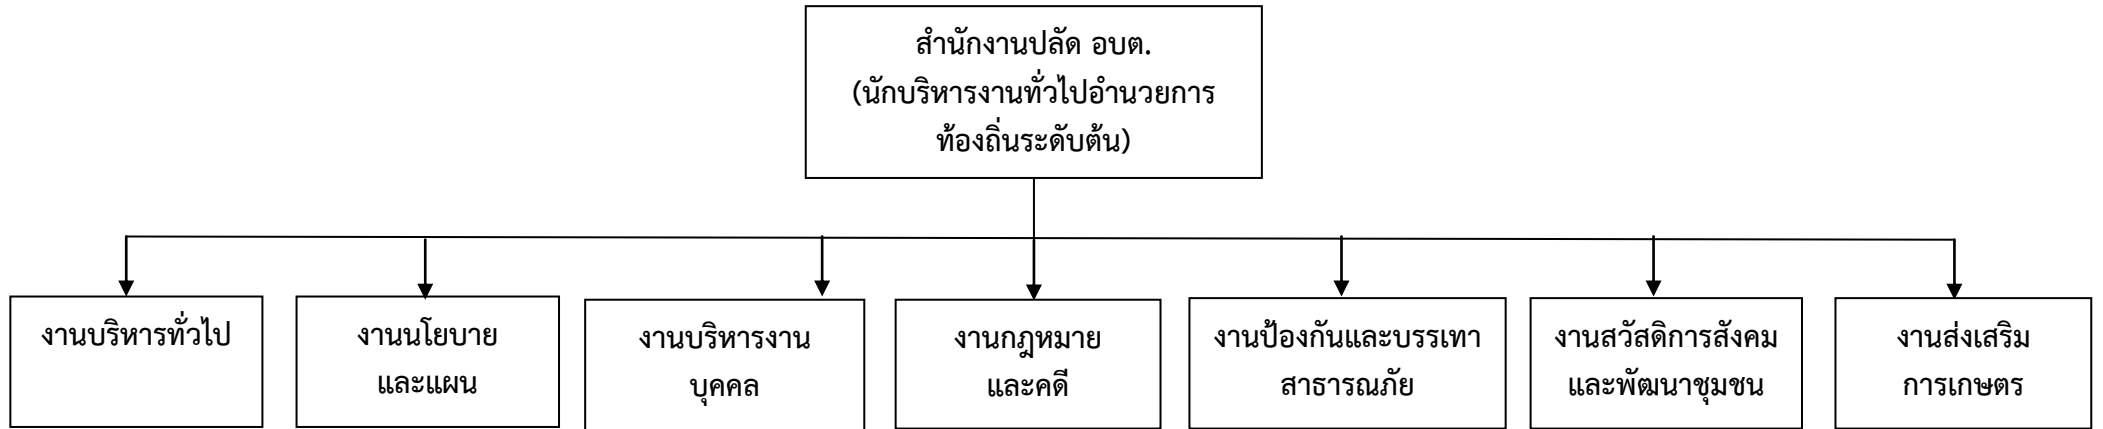 สำนักงานปลัด อบต.
(นักบริหารงานทั่วไปอำนวยการ
ท้องถิ่นระดับต้น)
งานบริหารทั่วไป
งานนโยบาย
และแผน
งานบริหารงาน
บุคคล
งานกฎหมาย
และคดี
งานป้องกันและบรรเทา
สาธารณภัย
งานสวัสดิการสังคม
และพัฒนาชุมชน
งานส่งเสริม
การเกษตร